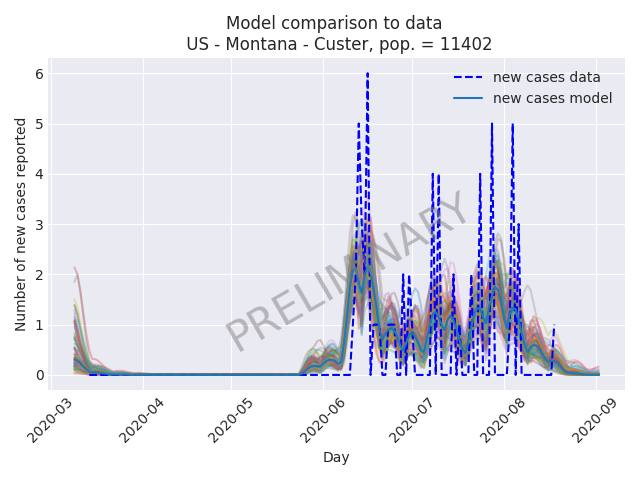 Model comparison to data
US - Montana - Custer, pop. = 11402
6
5
4
3
2
1
0
Number of new cases reported
new cases data
new cases model
PRELIMINARY
2020-03
2020-04
2020-05
2020-06
2020-07
2020-08
2020-09
Day